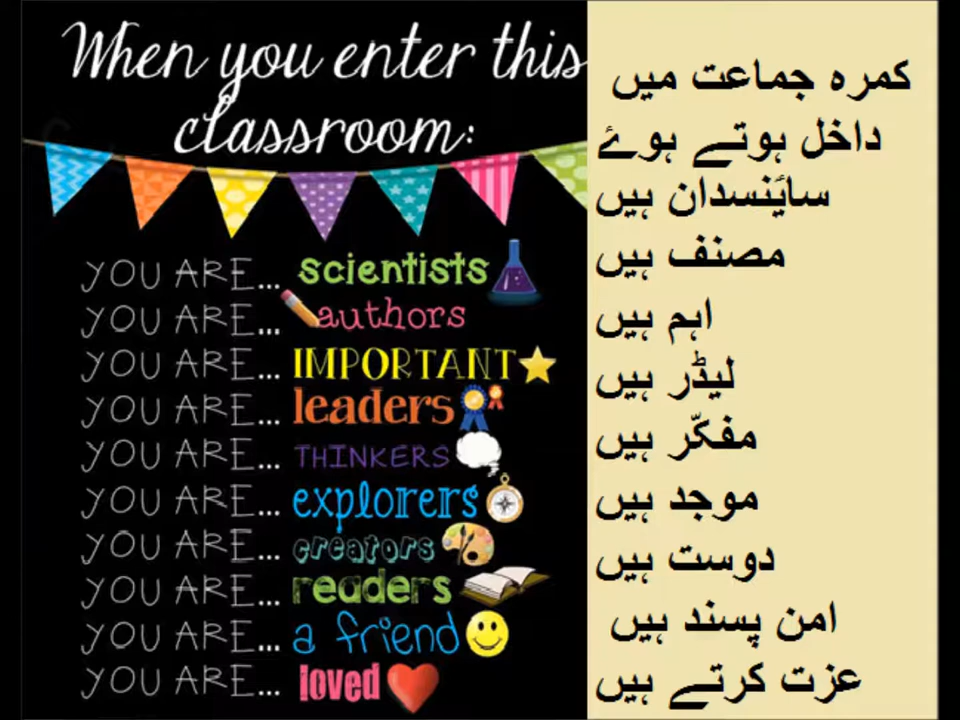 When you enter this
classroom:
YOU ARE... scientists
YOU ARE... authors
YOU ARE... IMPORTANT
YOU ARE... leaders
YOU ARE... THINKERS
YOU ARE... explorers
YOU ARE... creators
YOU ARE... readers
YOU ARE... a friend
YOU ARE... loved
کمرہ جماعت میں
داخل ہوتے ہوۓ
سایٔنسدان ہیں
مصنف ہیں
اہم ہیں
لیڈر ہیں
مفکّر ہیں
موجد ہیں
دوست ہیں
امن پسند ہیں
عزت کرتے ہیں